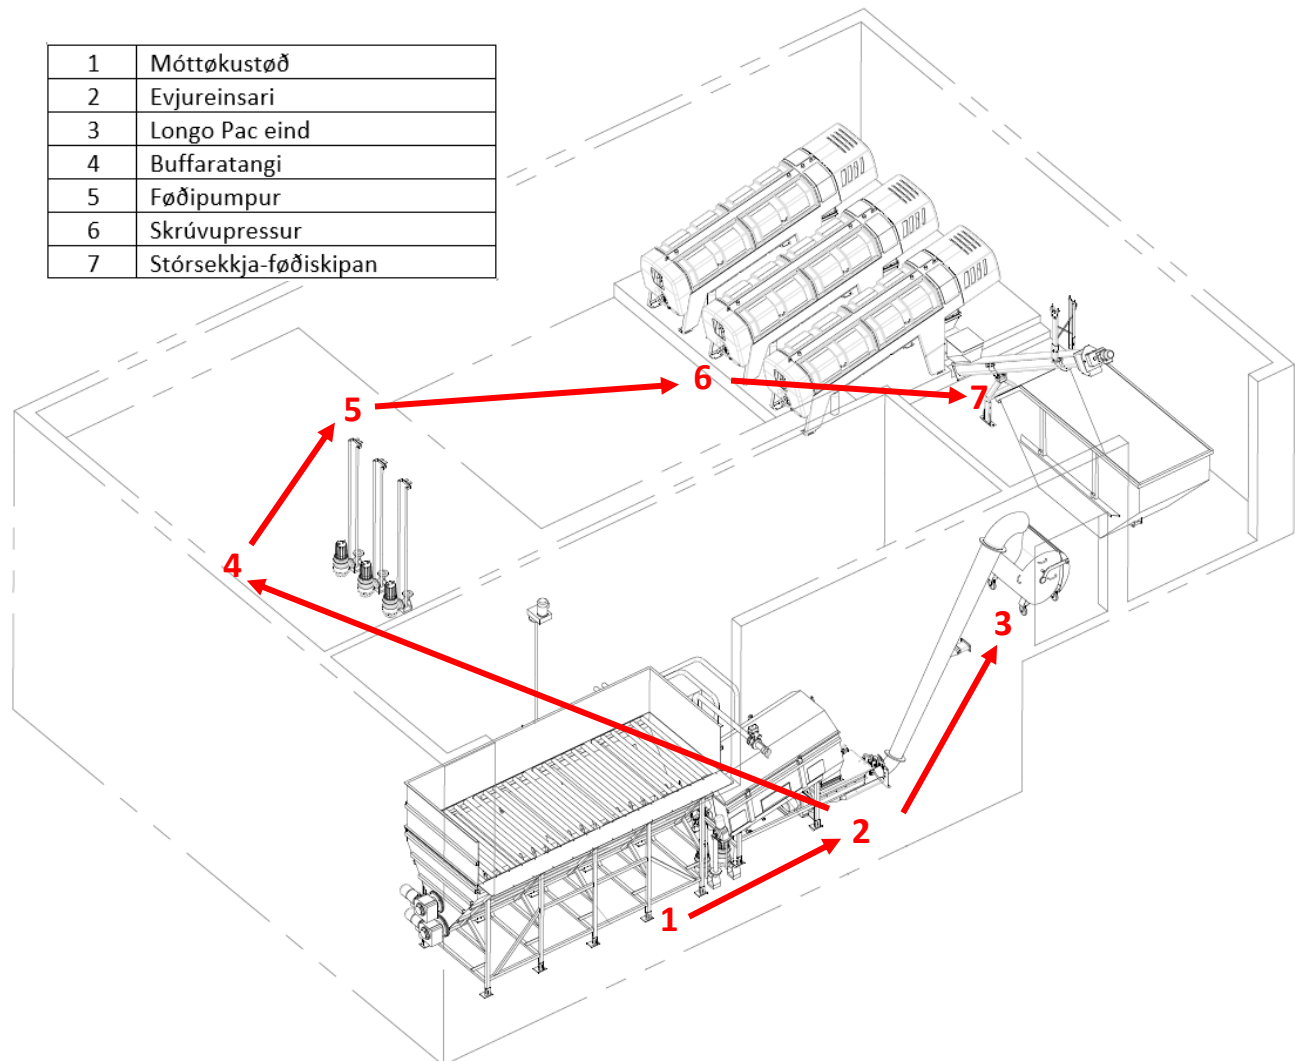 1 Móttøkustøð
2 Evjureinsari
3 Longo Pac eind
4 Buffaratangi
5 Føðipumpur
6 Skrúvupressur
7 Stórsekkja-føðiskipan
6
7
5
4
3
2
1